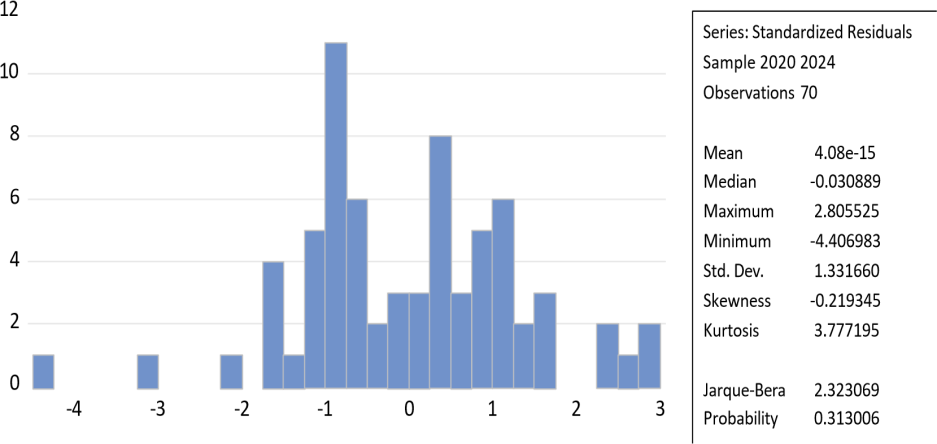 12
10
8
6
4
2
0
-4 -3 -2 -1 0 1 2 3
Series: Standardized Residuals
Sample 2020 2024
Observations 70
Mean 4.08e-15
Median -0.030889
Maximum 2.805525
Minimum -4.406983
Std. Dev. 1.331660
Skewness -0.219345
Kurtosis 3.777195
Jarque-Bera 2.323069
Probability 0.313006